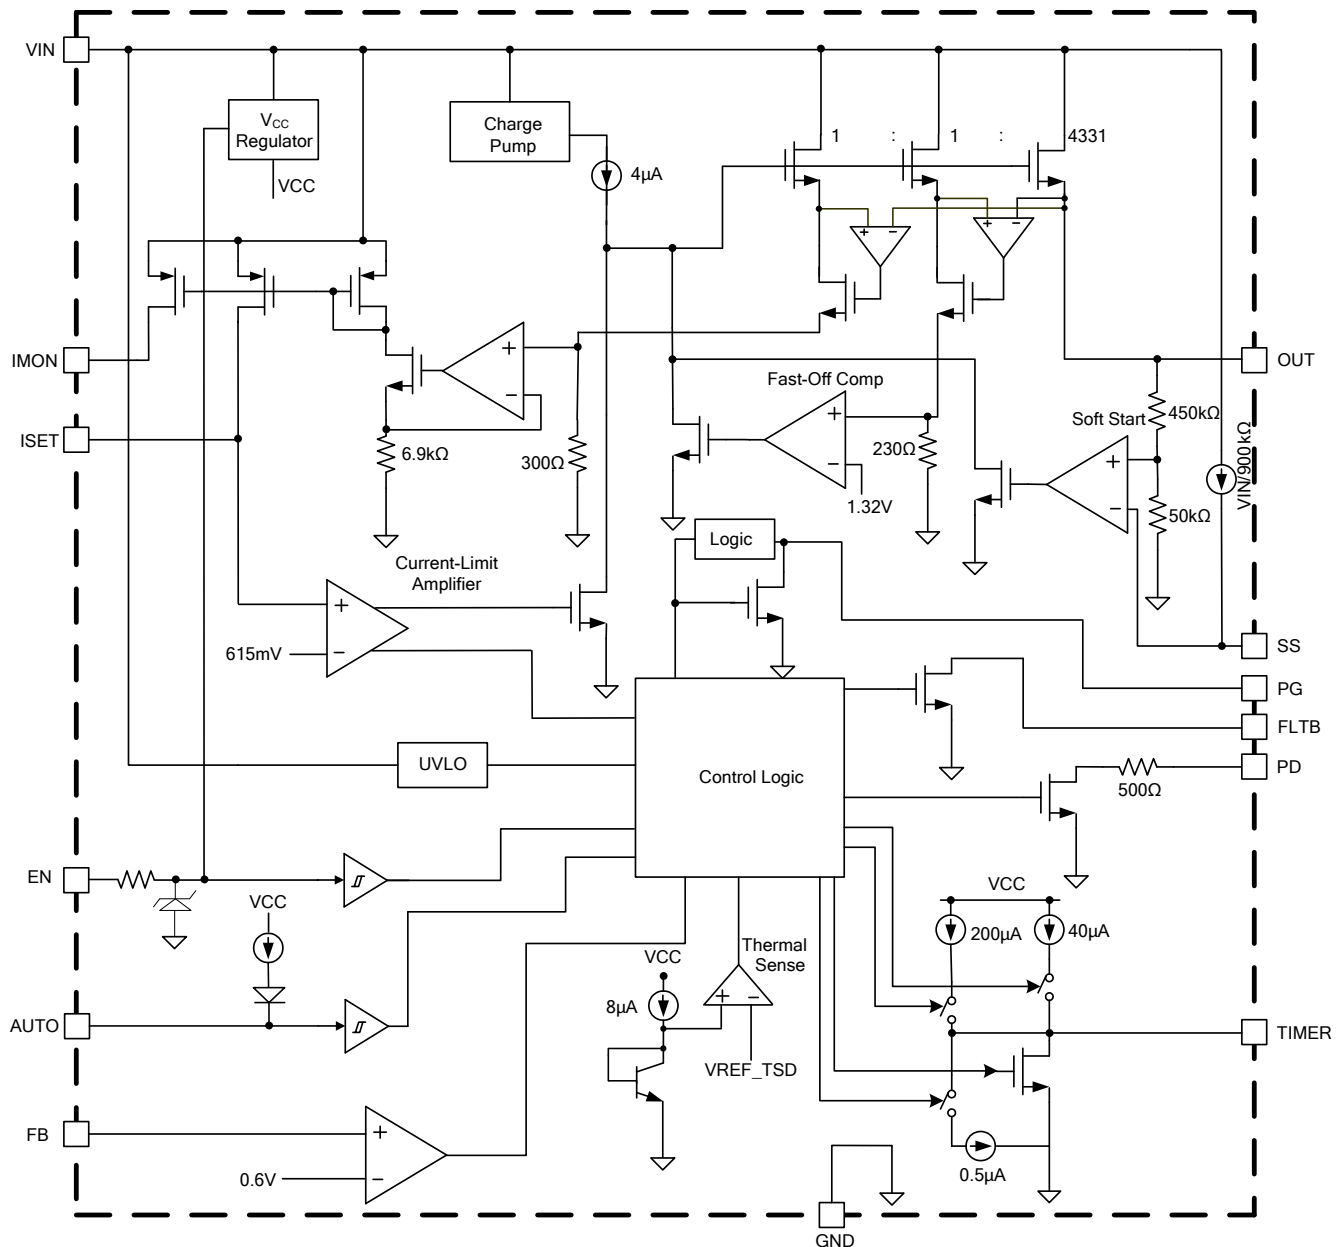 VIN
VCC
Regulator
VCC
Charge
Pump
4µA
1 : 1 : 4331
IMON
ISET
+
−
6.9kΩ
300Ω
+ −
+ −
OUT
Fast-Off Comp
+
−
230Ω
1.32V
Soft Start
+
−
450kΩ
50kΩ
VIN/900kΩ
Logic
Current-Limit
Amplifier
+
−
615mV
SS
PG
FLTB
PD
500Ω
UVLO
Control Logic
EN
VCC
AUTO
VCC
8µA
Thermal
Sense
+ −
VREF_TSD
VCC
200µA
40µA
TIMER
0.5µA
FB
+
−
0.6V
GND